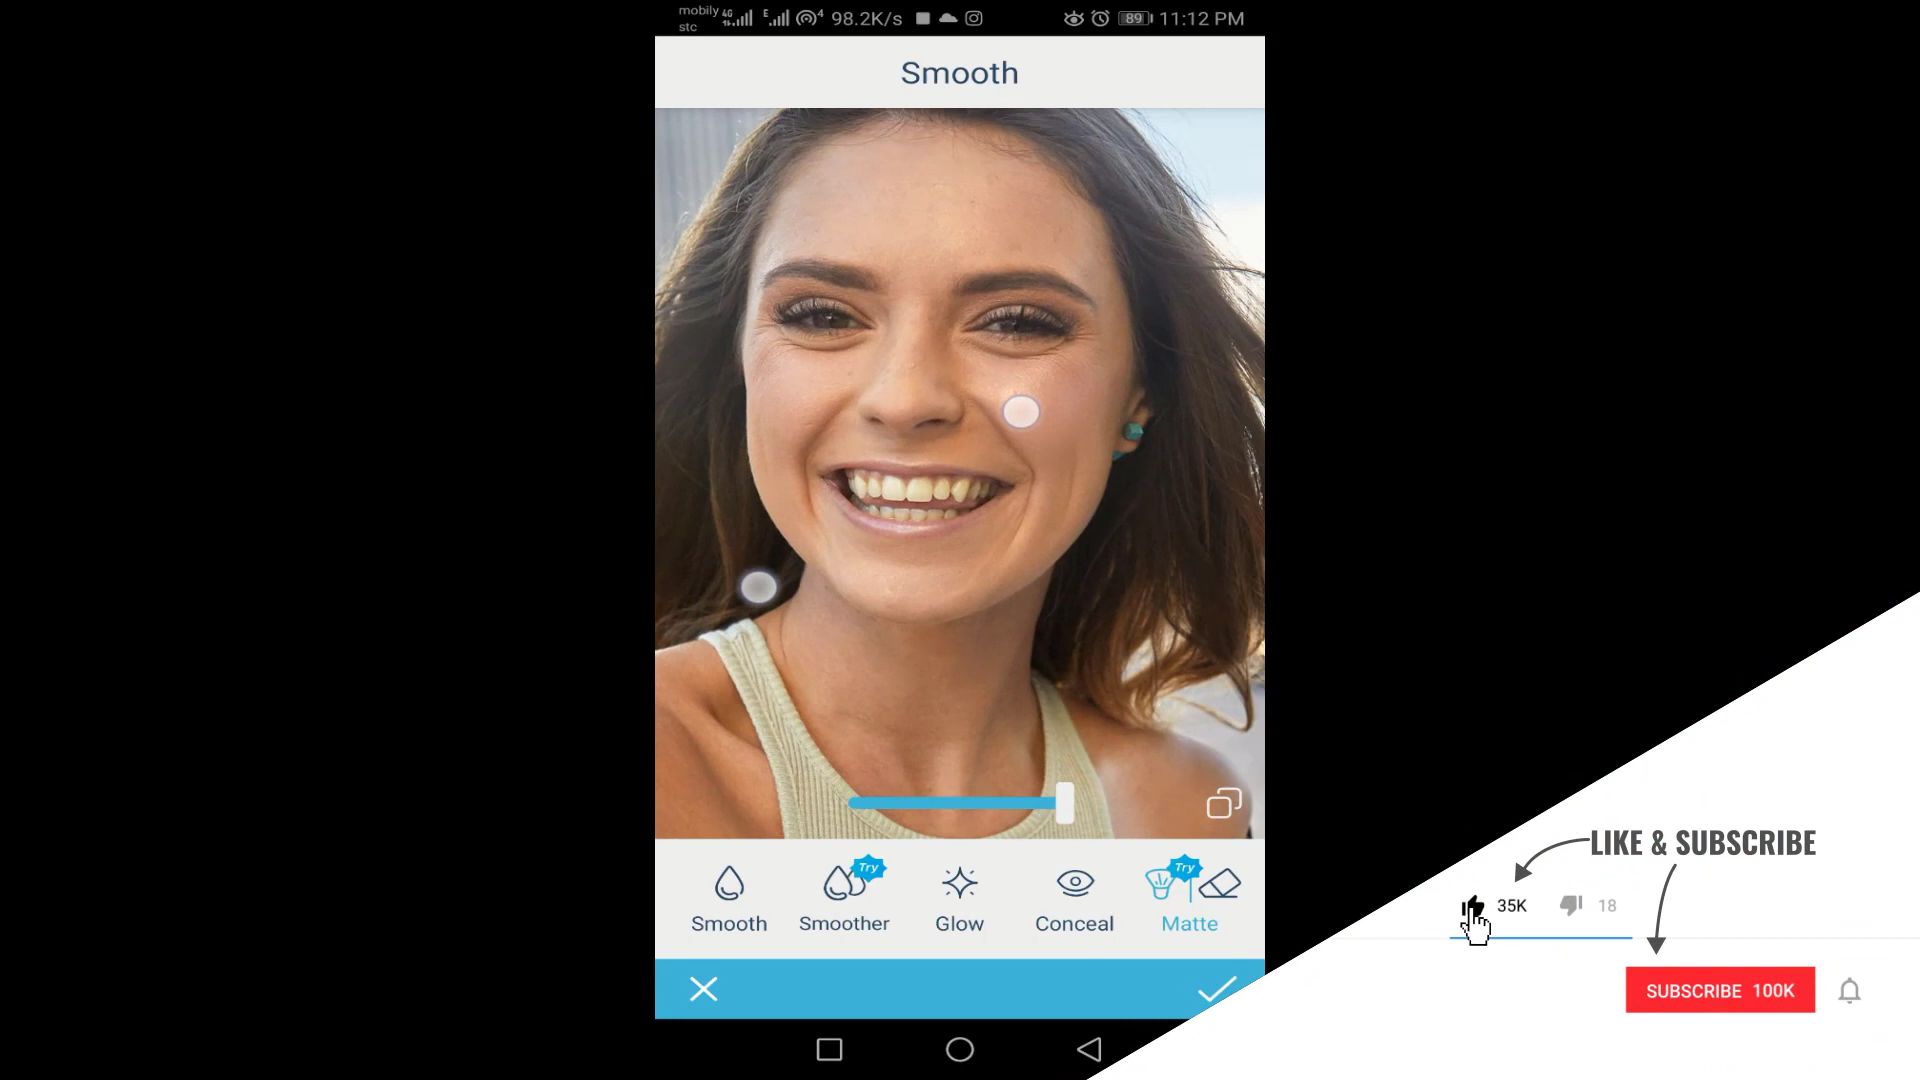 mobily 4G E 4 98.2K/s 89 11:12 PM
stc
Smooth
Try Try
Smooth Smoother Glow Conceal Matte
LIKE & SUBSCRIBE
35K 18
SUBSCRIBE 100K